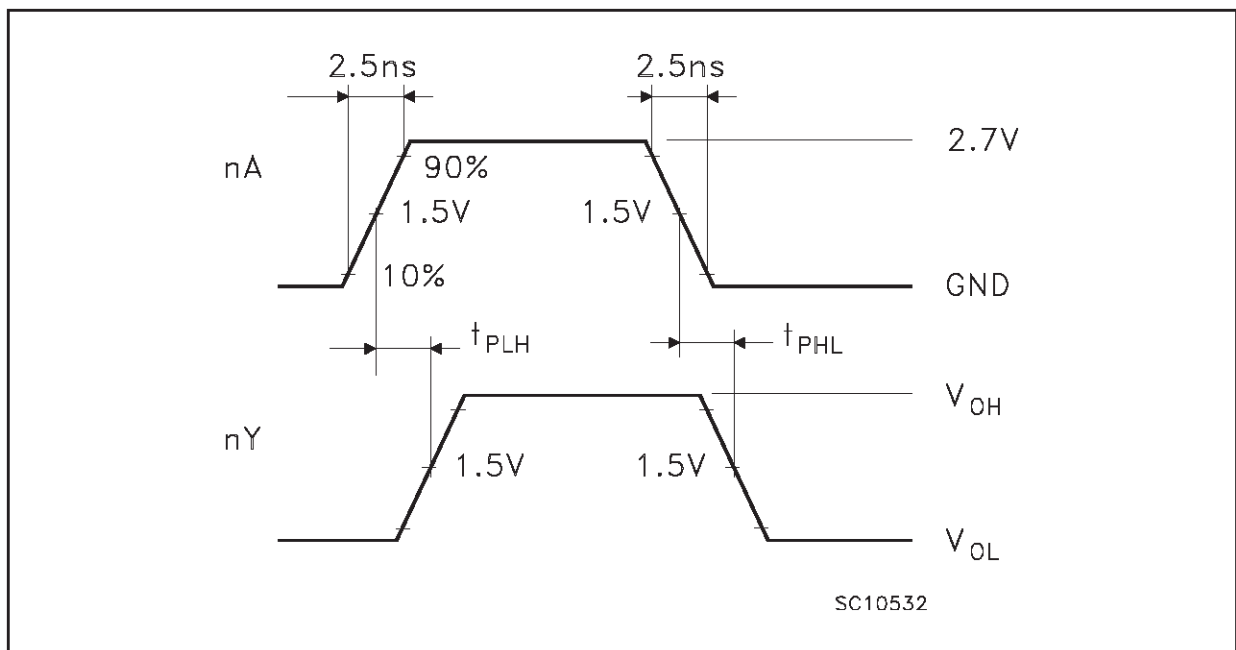 2.5ns 2.5ns
2.7V
nA 90%
1.5V 1.5V
10% GND
tPLH tPHL
VOH
nY
1.5V 1.5V
VOL
SC10532